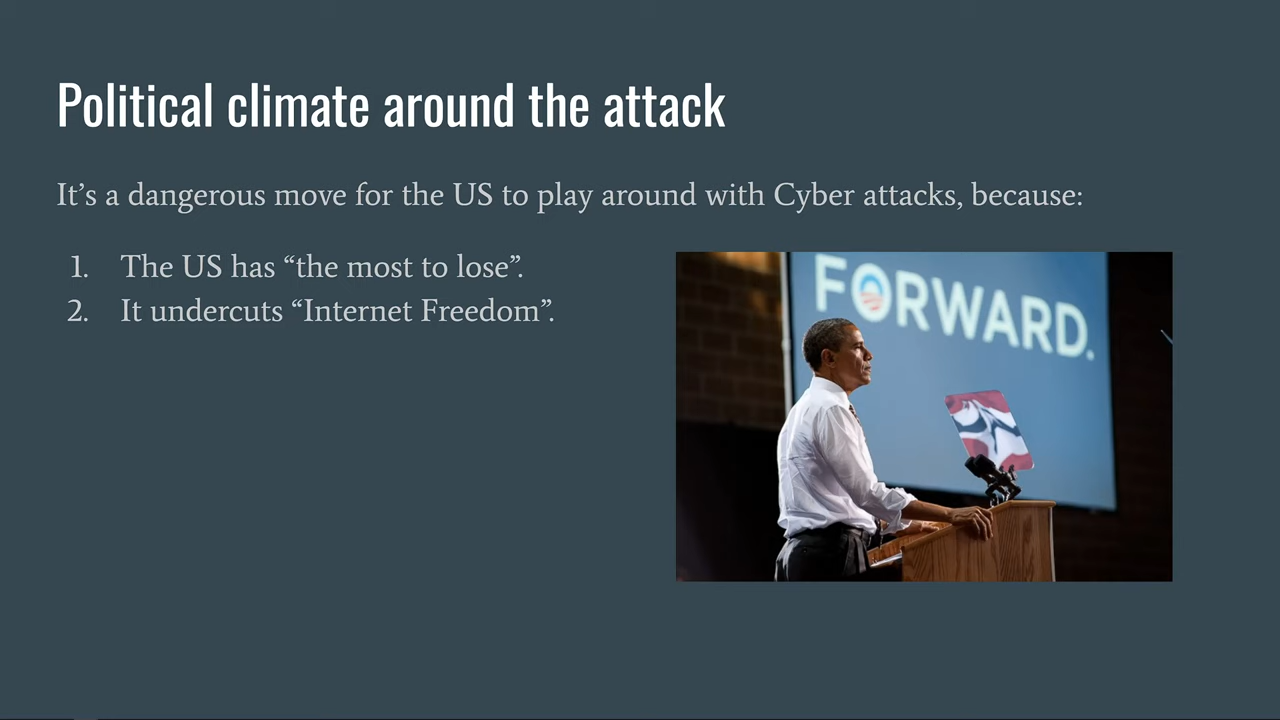 Political climate around the attack
It’s a dangerous move for the US to play around with Cyber attacks, because:
1. The US has “the most to lose”.
2. It undercuts “Internet Freedom”.
FORWARD.